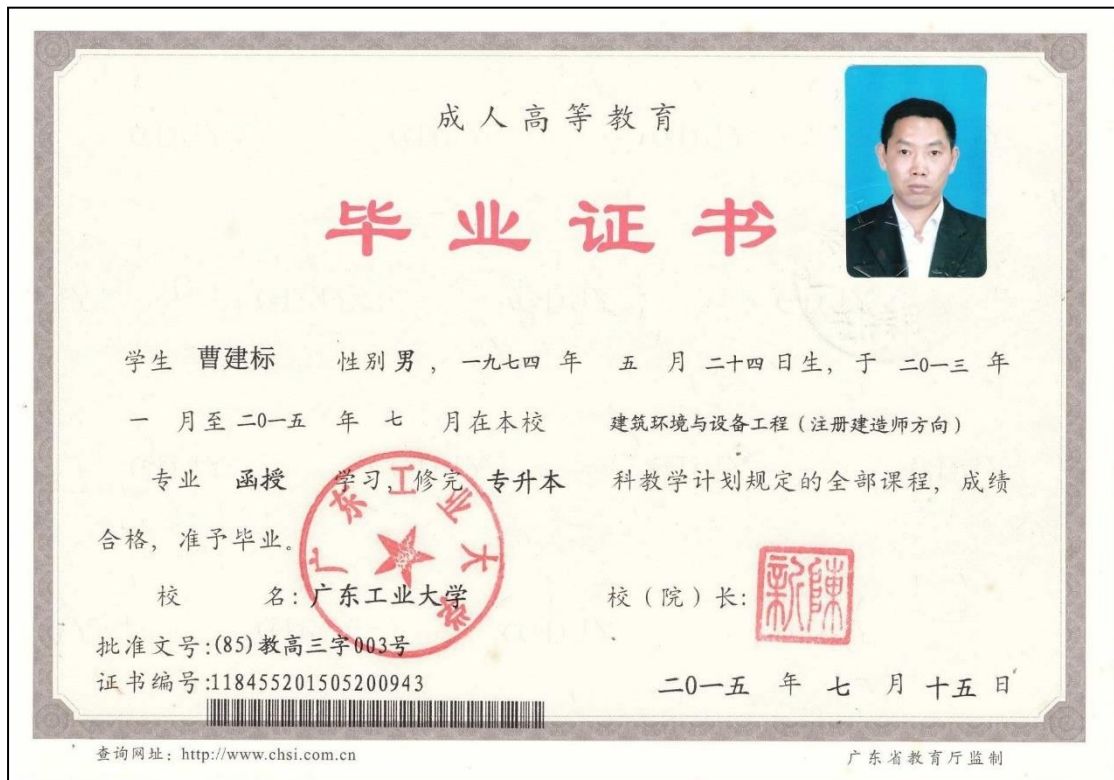 成人高等教育
毕业证书
学生 曹建标 性别 男 ，一九七四 年 五 月 二十四 日生，于 二0一三 年
一 月至 二0一五 年 七 月在本校 建筑环境与设备工程（注册建造师方向）
专业 函授 学习，修完 专升本 科教学计划规定的全部课程，成绩
合格，准予毕业。
广东工业大学
校 名：广东工业大学 校（院）长：
陈新
批准文号：(85)教高三字003号
证书编号：118455201505200943 二0一五 年 七 月 十五 日
查询网址：http://www.chsi.com.cn 广东省教育厅监制